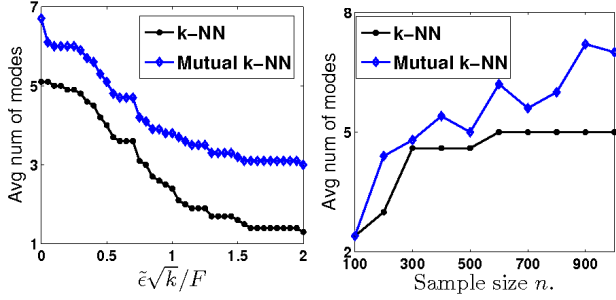 k-NN
Mutual k-NN
Avg num of modes
7
5
3
1
0 0.5 1 1.5 2
ε̃√k/F
k-NN
Mutual k-NN
Avg num of modes
8
5
2
100 300 500 700 900
Sample size n.